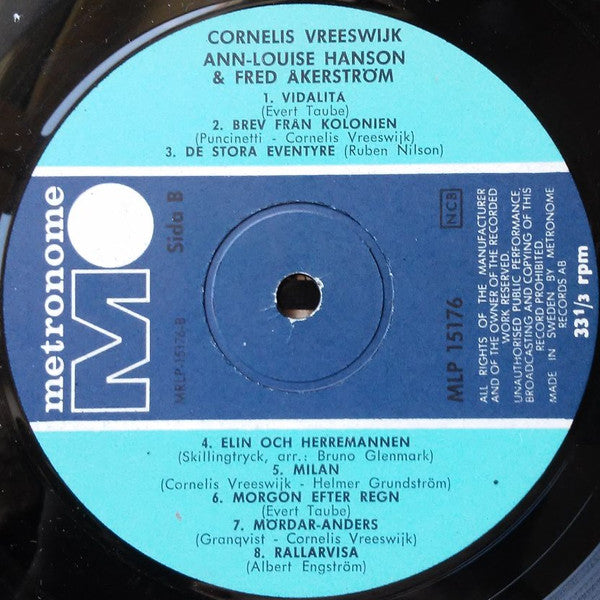 CORNELIS VREESWIJK
ANN-LOUISE HANSON
& FRED ÅKERSTRÖM
1. VIDALITA
(Evert Taube)
2. BREV FRÅN KOLONIEN
(Puncinetti - Cornelis Vreeswijk)
3. DE STORA EVENTYRE (Ruben Nilson)
metronome
Sida B
MRLP 15176-B
NCB
MLP 15176
ALL RIGHTS OF THE MANUFACTURER
AND OF THE OWNER OF THE RECORDED
WORK RESERVED.
UNAUTHORISED PUBLIC PERFORMANCE,
BROADCASTING AND COPYING OF THIS
RECORD PROHIBITED.
MADE IN SWEDEN BY METRONOME
RECORDS AB
33 1/3 rpm
4. ELIN OCH HERREMANNEN
(Skillingtryck, arr.: Bruno Glenmark)
5. MILAN
(Cornelis Vreeswijk - Helmer Grundström)
6. MORGON EFTER REGN
(Evert Taube)
7. MÖRDAR-ANDERS
(Granqvist - Cornelis Vreeswijk)
8. RALLARVISA
(Albert Engström)